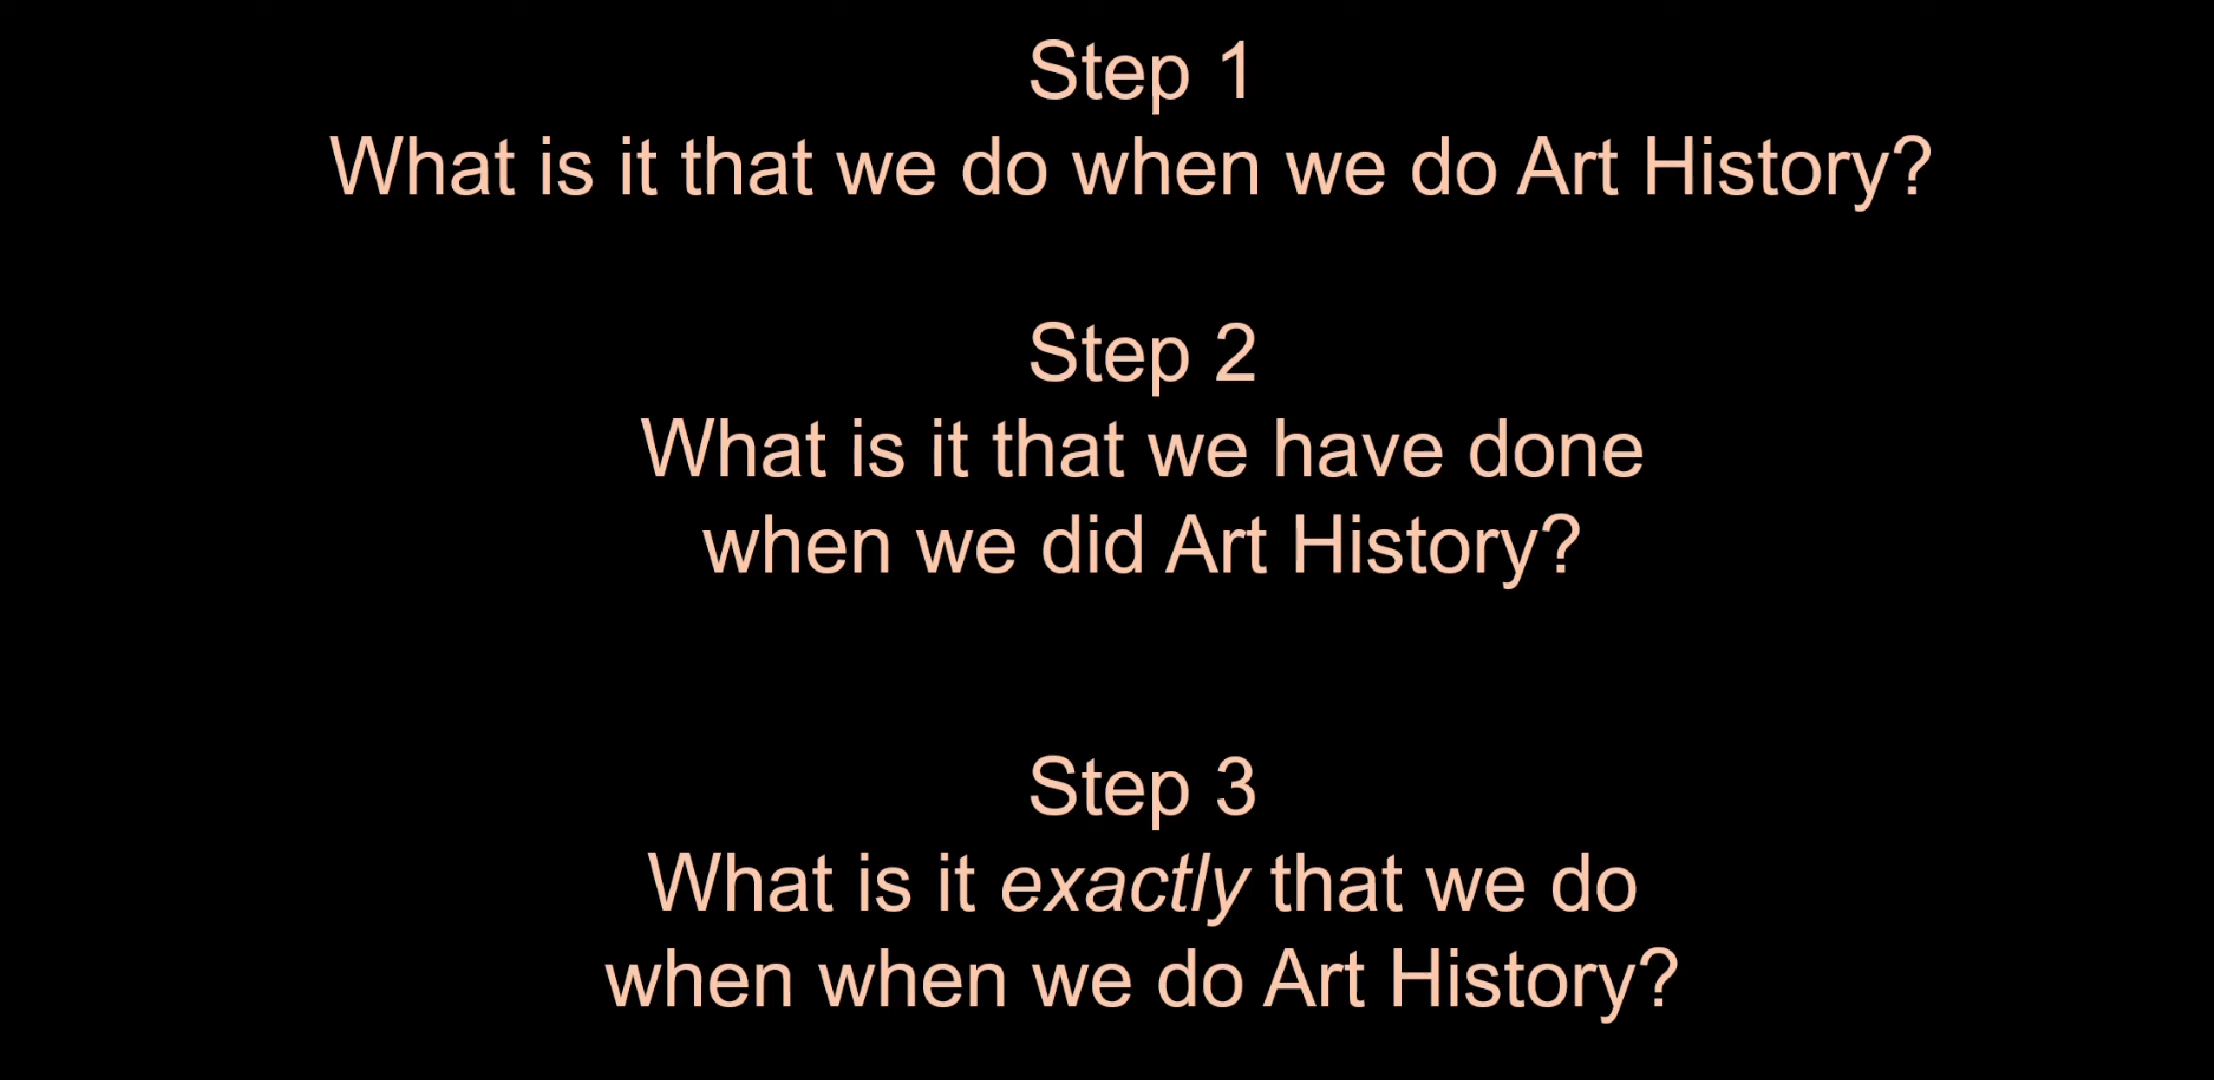 Step 1
What is it that we do when we do Art History?
Step 2
What is it that we have done
when we did Art History?
Step 3
What is it exactly that we do
when when we do Art History?